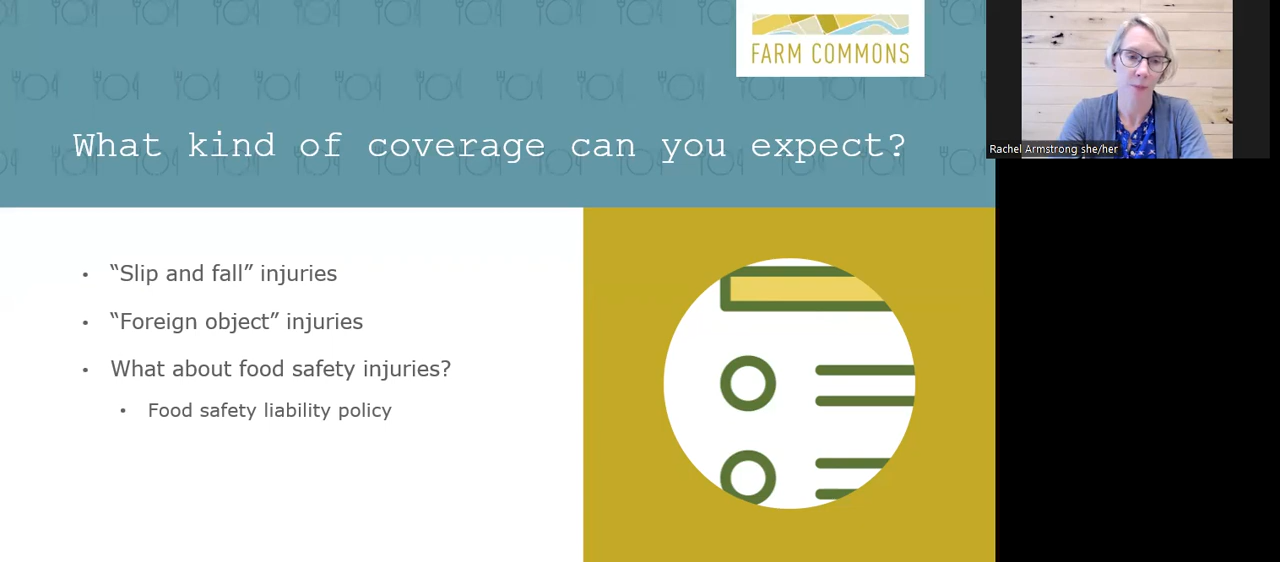 FARM COMMONS
What kind of coverage can you expect?
Rachel Armstrong she/her
• “Slip and fall” injuries
• “Foreign object” injuries
• What about food safety injuries?
• Food safety liability policy